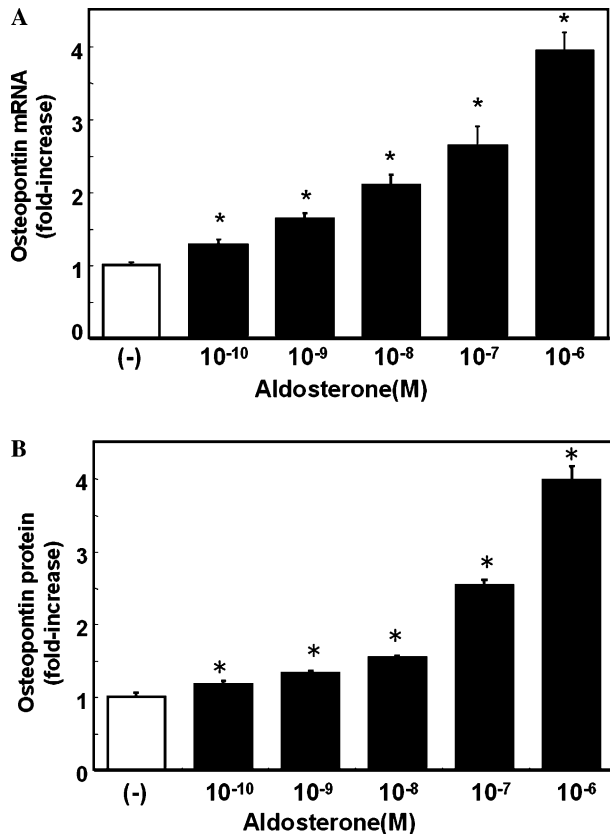 A
Osteopontin mRNA
(fold-increase)
4
3
2
1
0
* * * * *
(-) 10⁻¹⁰ 10⁻⁹ 10⁻⁸ 10⁻⁷ 10⁻⁶
Aldosterone(M)
B
Osteopontin protein
(fold-increase)
4
3
2
1
0
* * * * *
(-) 10⁻¹⁰ 10⁻⁹ 10⁻⁸ 10⁻⁷ 10⁻⁶
Aldosterone(M)